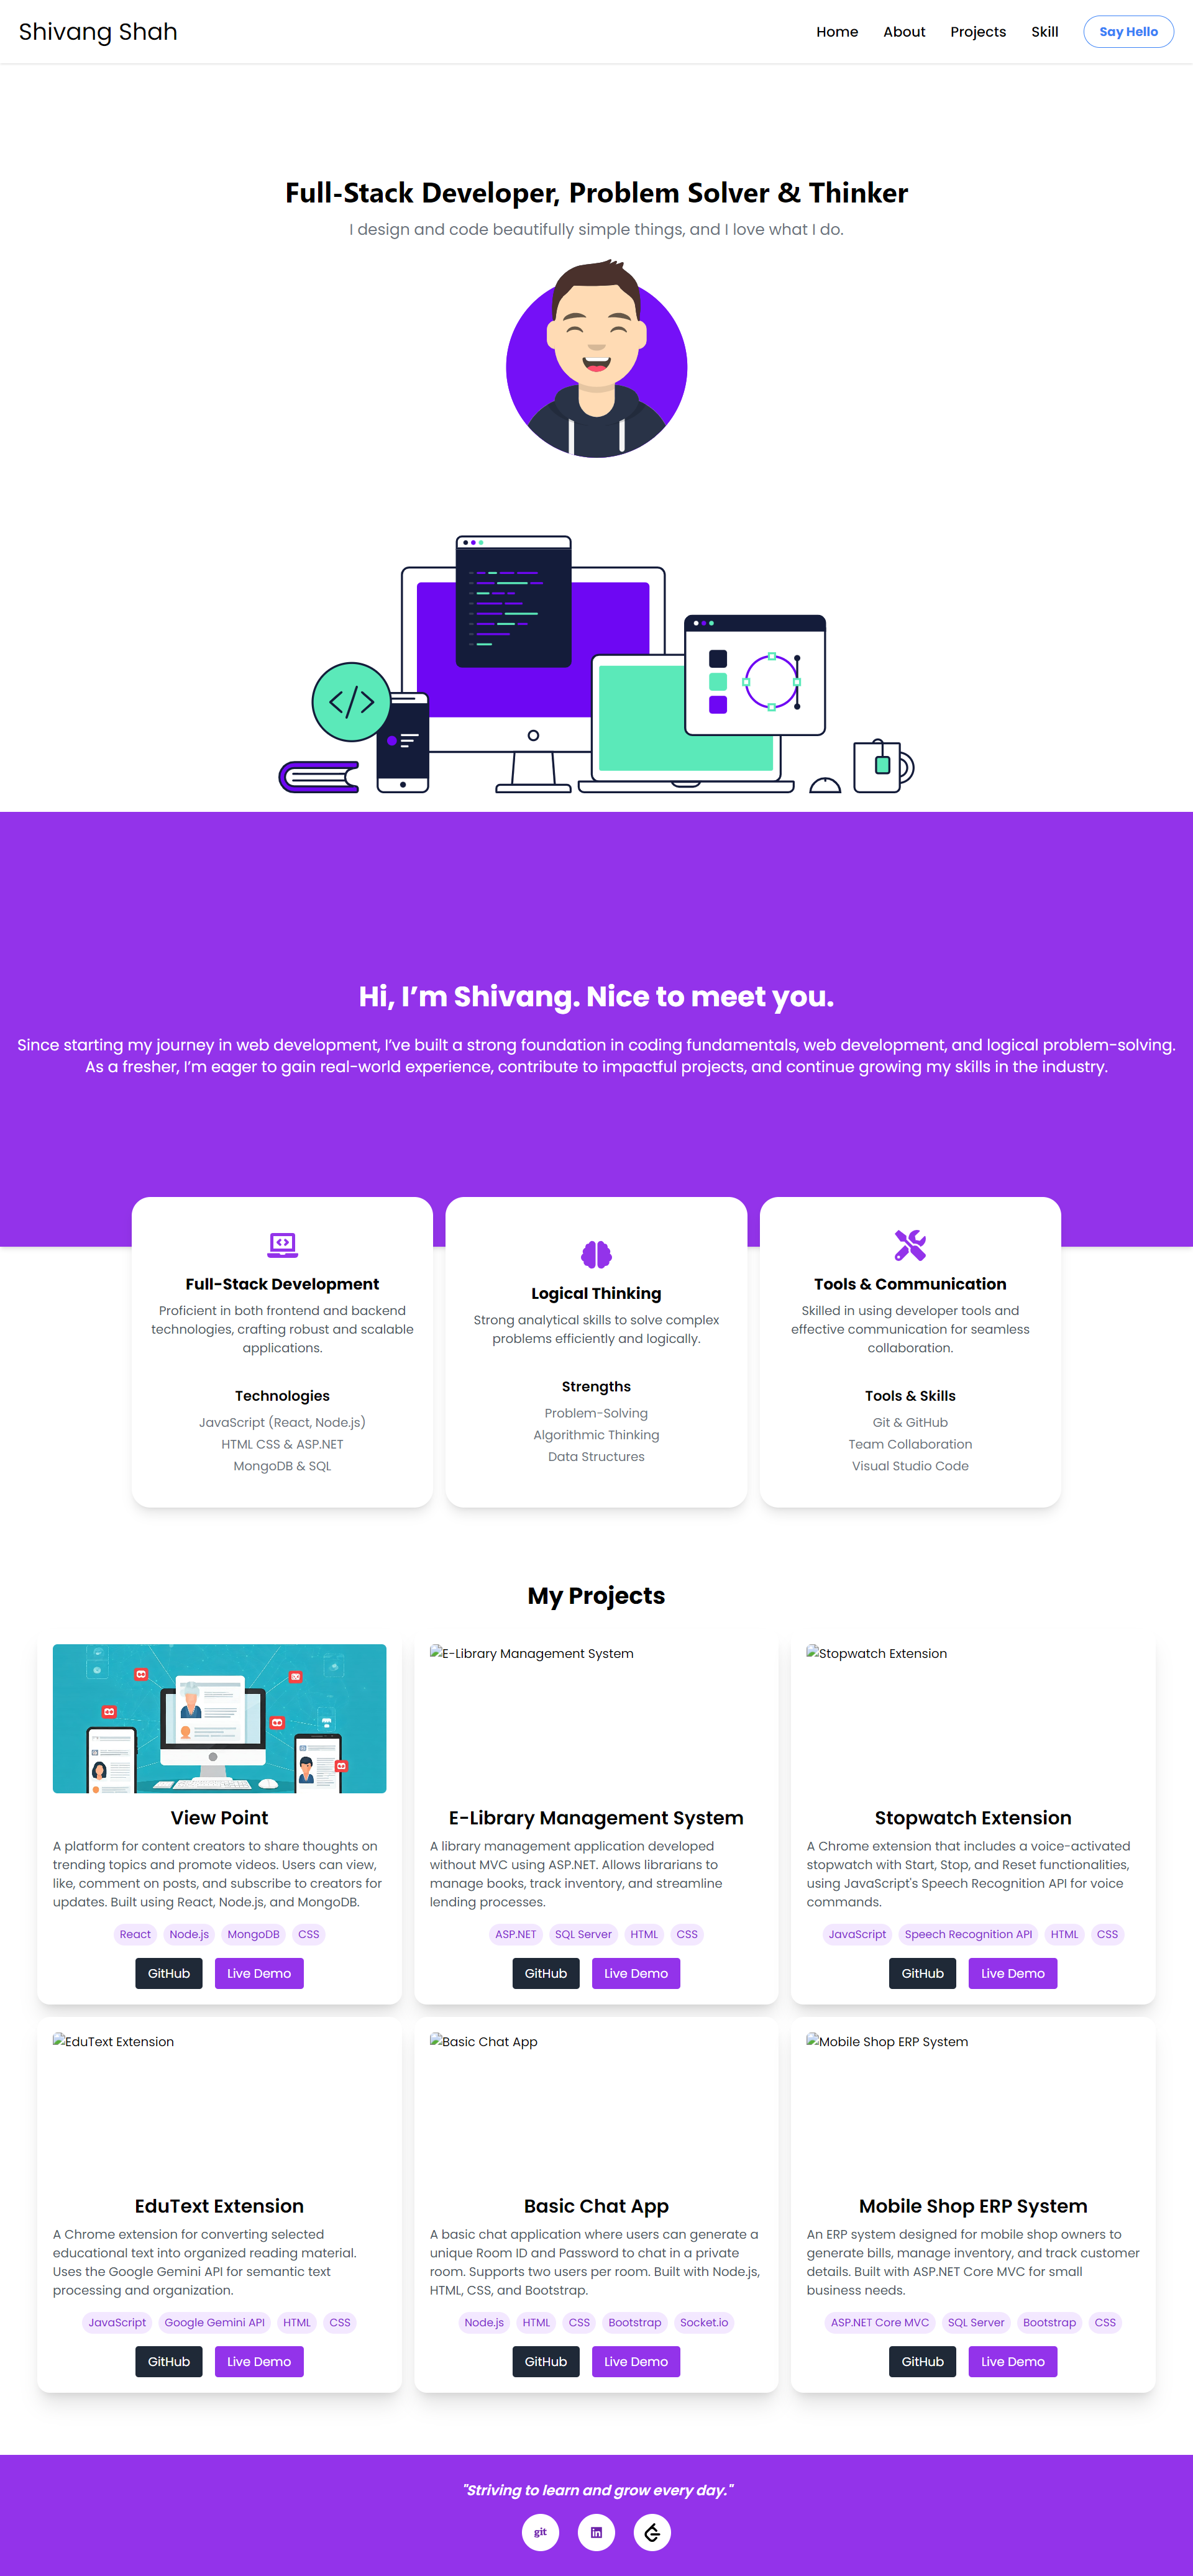 Shivang Shah
Home About Projects Skill Say Hello
Full-Stack Developer, Problem Solver & Thinker
I design and code beautifully simple things, and I love what I do.
Hi, I’m Shivang. Nice to meet you.
Since starting my journey in web development, I’ve built a strong foundation in coding fundamentals, web development, and logical problem-solving.
As a fresher, I’m eager to gain real-world experience, contribute to impactful projects, and continue growing my skills in the industry.
Full-Stack Development
Proficient in both frontend and backend
technologies, crafting robust and scalable
applications.
Technologies
JavaScript (React, Node.js)
HTML CSS & ASP.NET
MongoDB & SQL
Logical Thinking
Strong analytical skills to solve complex
problems efficiently and logically.
Strengths
Problem-Solving
Algorithmic Thinking
Data Structures
Tools & Communication
Skilled in using developer tools and
effective communication for seamless
collaboration.
Tools & Skills
Git & GitHub
Team Collaboration
Visual Studio Code
My Projects
View Point
A platform for content creators to share thoughts on
trending topics and promote videos. Users can view,
like, comment on posts, and subscribe to creators for
updates. Built using React, Node.js, and MongoDB.
React Node.js MongoDB CSS
GitHub Live Demo
E-Library Management System
E-Library Management System
A library management application developed
without MVC using ASP.NET. Allows librarians to
manage books, track inventory, and streamline
lending processes.
ASP.NET SQL Server HTML CSS
GitHub Live Demo
Stopwatch Extension
Stopwatch Extension
A Chrome extension that includes a voice-activated
stopwatch with Start, Stop, and Reset functionalities,
using JavaScript's Speech Recognition API for voice
commands.
JavaScript Speech Recognition API HTML CSS
GitHub Live Demo
EduText Extension
EduText Extension
A Chrome extension for converting selected
educational text into organized reading material.
Uses the Google Gemini API for semantic text
processing and organization.
JavaScript Google Gemini API HTML CSS
GitHub Live Demo
Basic Chat App
Basic Chat App
A basic chat application where users can generate a
unique Room ID and Password to chat in a private
room. Supports two users per room. Built with Node.js,
HTML, CSS, and Bootstrap.
Node.js HTML CSS Bootstrap Socket.io
GitHub Live Demo
Mobile Shop ERP System
Mobile Shop ERP System
An ERP system designed for mobile shop owners to
generate bills, manage inventory, and track customer
details. Built with ASP.NET Core MVC for small
business needs.
ASP.NET Core MVC SQL Server Bootstrap CSS
GitHub Live Demo
"Striving to learn and grow every day."
git in